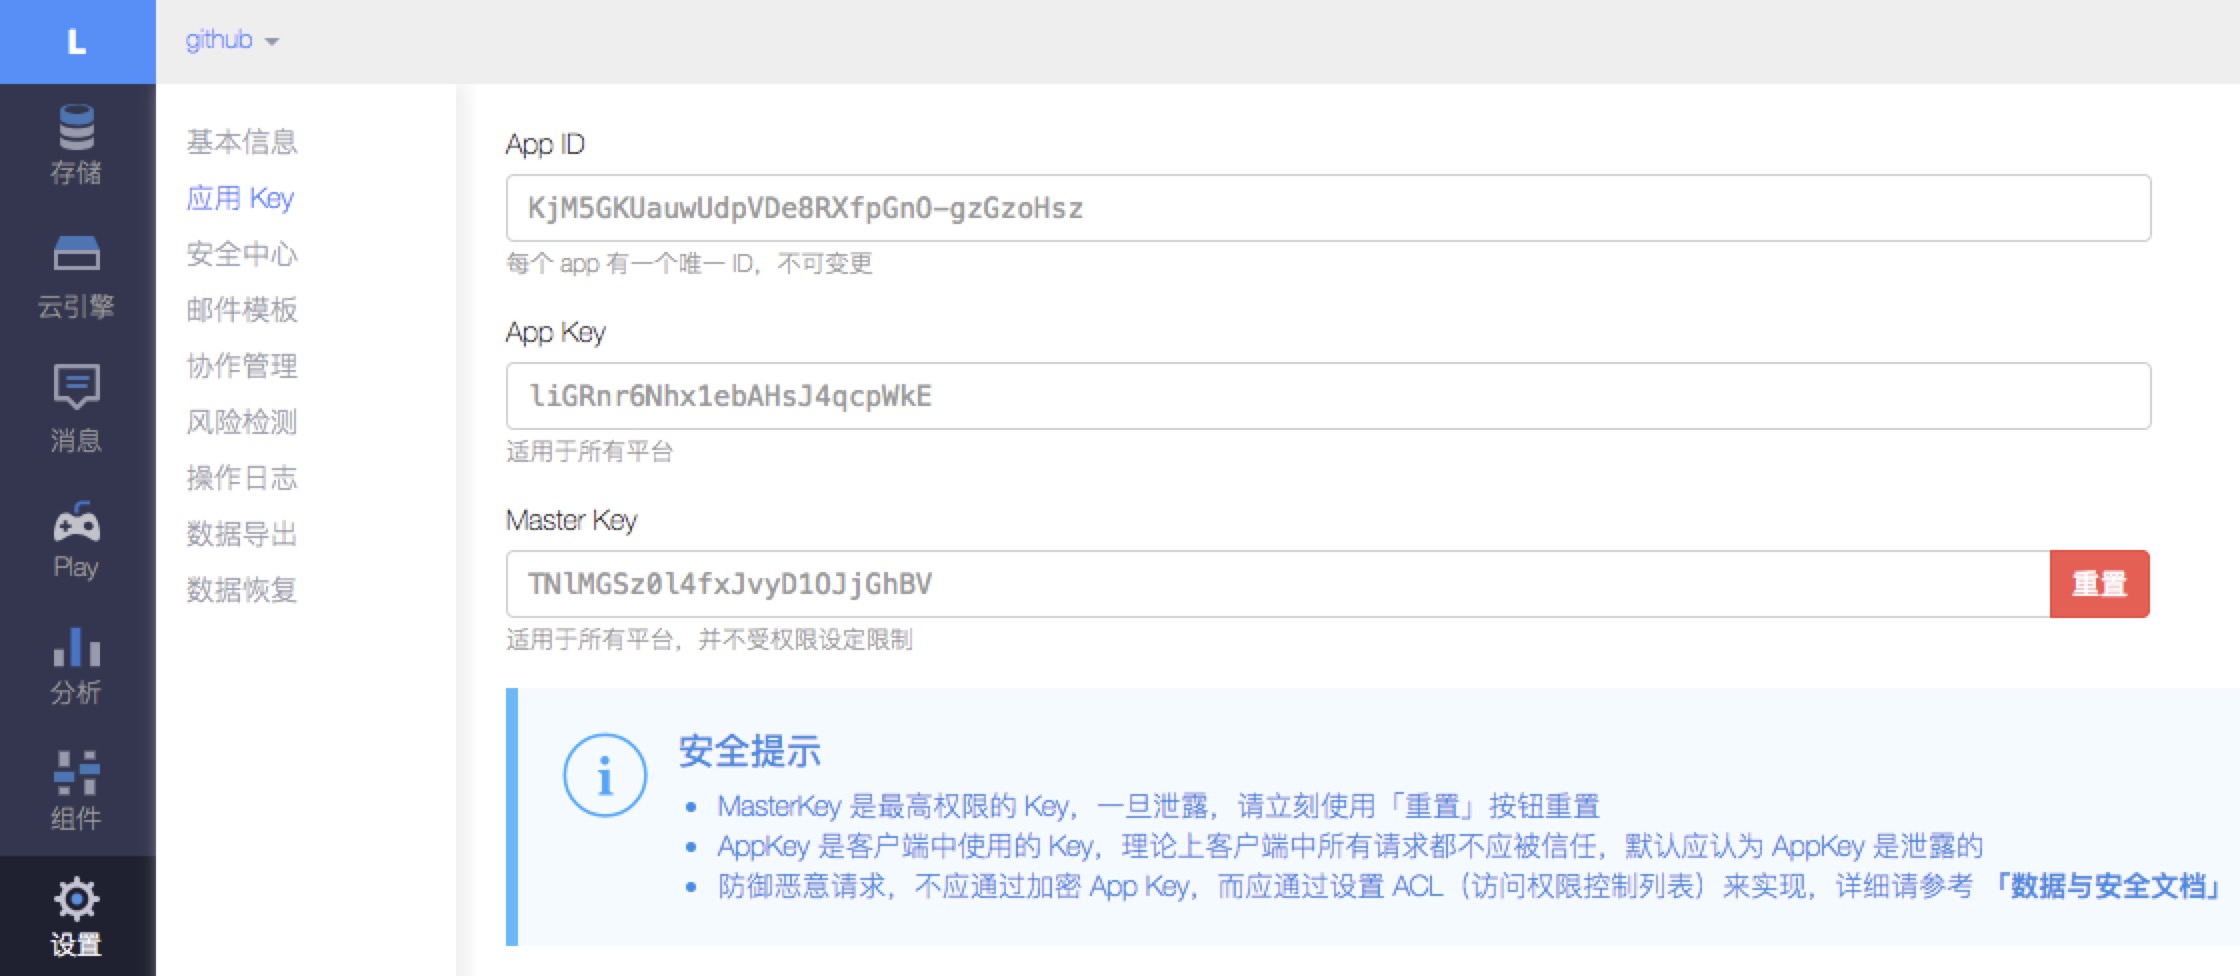 L
github
存储
云引擎
消息
Play
分析
组件
设置
基本信息
应用 Key
安全中心
邮件模板
协作管理
风险检测
操作日志
数据导出
数据恢复
App ID
KjM5GKUauwUdpVDe8RXfpGnO-gzGzoHsz
每个 app 有一个唯一 ID，不可变更
App Key
liGRnr6Nhx1ebAHsJ4qcpWkE
适用于所有平台
Master Key
TNlMGSz0l4fxJvyD1OJjGhBV
重置
适用于所有平台，并不受权限设定限制
安全提示
MasterKey 是最高权限的 Key，一旦泄露，请立刻使用「重置」按钮重置
AppKey 是客户端中使用的 Key，理论上客户端中所有请求都不应被信任，默认应认为 AppKey 是泄露的
防御恶意请求，不应通过加密 App Key，而应通过设置 ACL（访问权限控制列表）来实现，详细请参考 「数据与安全文档」